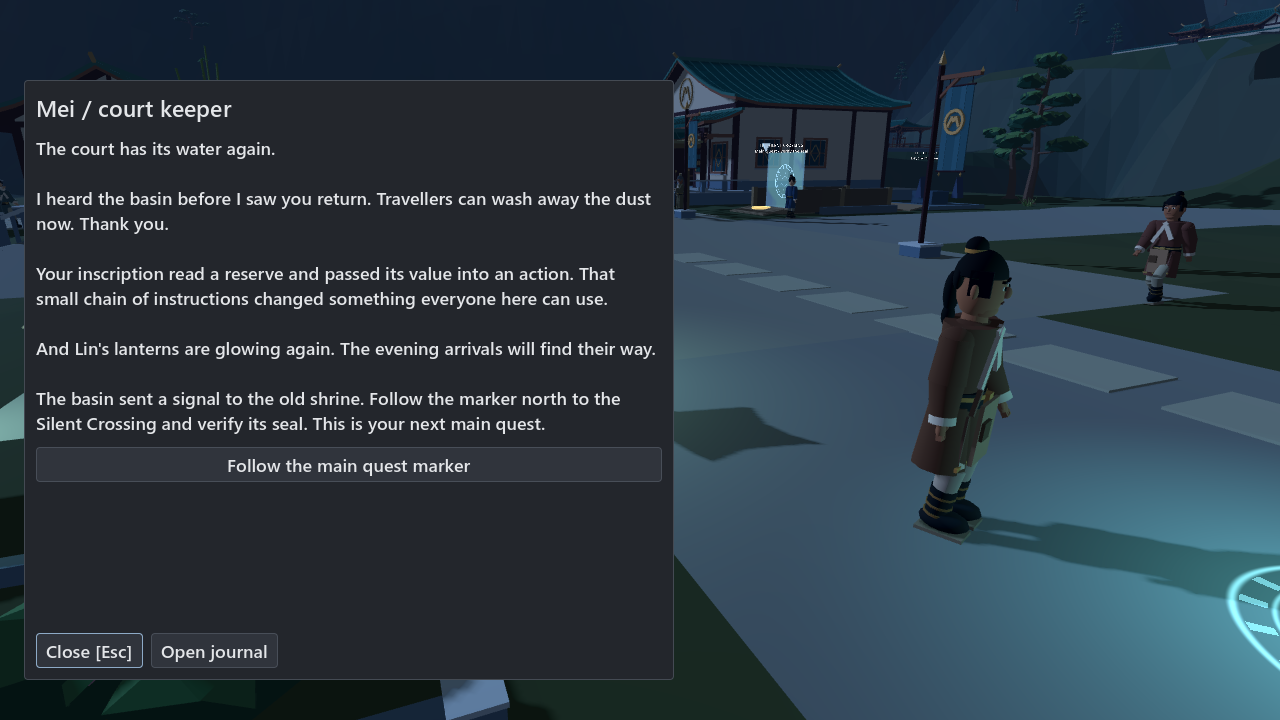 Mei / court keeper
The court has its water again.
I heard the basin before I saw you return. Travellers can wash away the dust
now. Thank you.
Your inscription read a reserve and passed its value into an action. That
small chain of instructions changed something everyone here can use.
And Lin's lanterns are glowing again. The evening arrivals will find their way.
The basin sent a signal to the old shrine. Follow the marker north to the
Silent Crossing and verify its seal. This is your next main quest.
Follow the main quest marker
Close [Esc]
Open journal